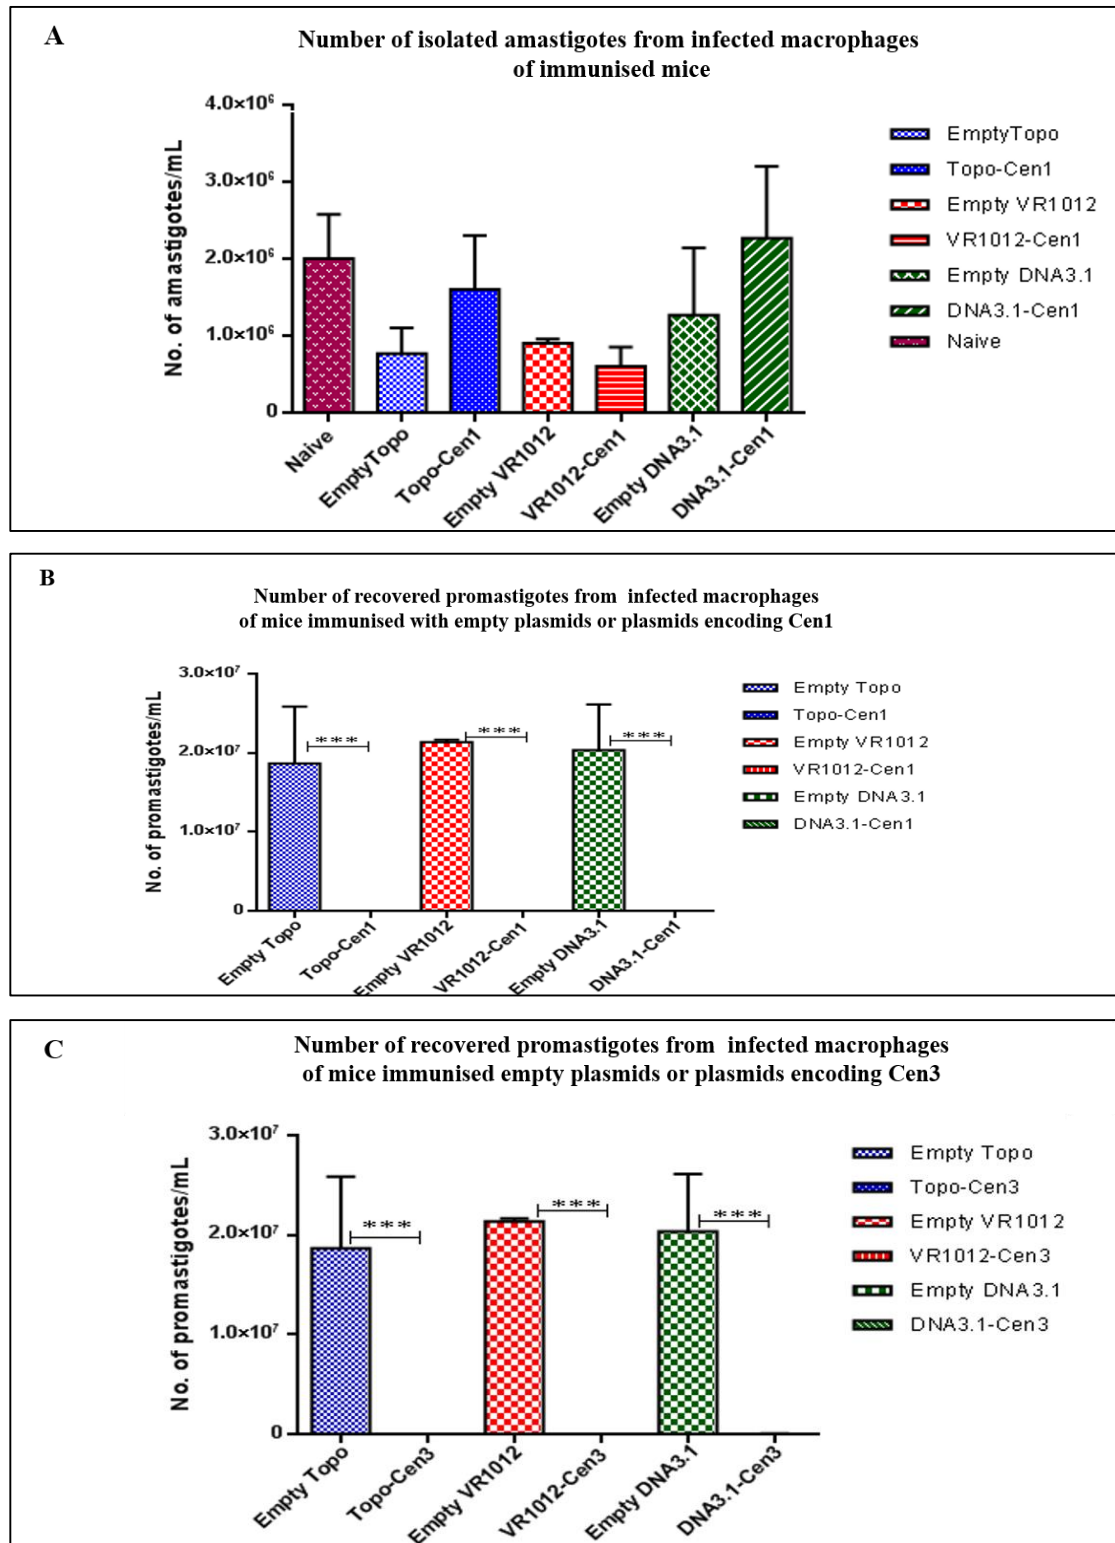 A
Number of isolated amastigotes from infected macrophages
of immunised mice
No. of amastigotes/mL
4.0×10⁶
3.0×10⁶
2.0×10⁶
1.0×10⁶
0
Naive
EmptyTopo
Topo-Cen1
Empty VR1012
VR1012-Cen1
Empty DNA3.1
DNA3.1-Cen1
EmptyTopo
Topo-Cen1
Empty VR1012
VR1012-Cen1
Empty DNA3.1
DNA3.1-Cen1
Naive
B
Number of recovered promastigotes from infected macrophages
of mice immunised with empty plasmids or plasmids encoding Cen1
No. of promastigotes/mL
3.0×10⁷
2.0×10⁷
1.0×10⁷
0
***
***
***
Empty Topo
Topo-Cen1
Empty VR1012
VR1012-Cen1
Empty DNA3.1
DNA3.1-Cen1
Empty Topo
Topo-Cen1
Empty VR1012
VR1012-Cen1
Empty DNA3.1
DNA3.1-Cen1
C
Number of recovered promastigotes from infected macrophages
of mice immunised empty plasmids or plasmids encoding Cen3
No. of promastigotes/mL
3.0×10⁷
2.0×10⁷
1.0×10⁷
0
***
***
***
Empty Topo
Topo-Cen3
Empty VR1012
VR1012-Cen3
Empty DNA3.1
DNA3.1-Cen3
Empty Topo
Topo-Cen3
Empty VR1012
VR1012-Cen3
Empty DNA3.1
DNA3.1-Cen3